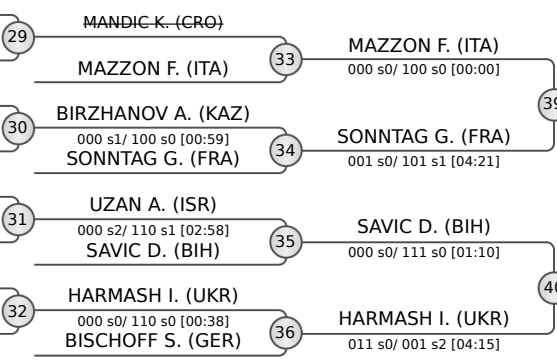 29
MANDIC K. (CRO)
MAZZON F. (ITA)
33
MAZZON F. (ITA)
000 s0/ 100 s0 [00:00]
39
30
BIRZHANOV A. (KAZ)
000 s1/ 100 s0 [00:59]
SONNTAG G. (FRA)
34
SONNTAG G. (FRA)
001 s0/ 101 s1 [04:21]
31
UZAN A. (ISR)
000 s2/ 110 s1 [02:58]
SAVIC D. (BIH)
35
SAVIC D. (BIH)
000 s0/ 111 s0 [01:10]
40
32
HARMASH I. (UKR)
000 s0/ 110 s0 [00:38]
BISCHOFF S. (GER)
36
HARMASH I. (UKR)
011 s0/ 001 s2 [04:15]